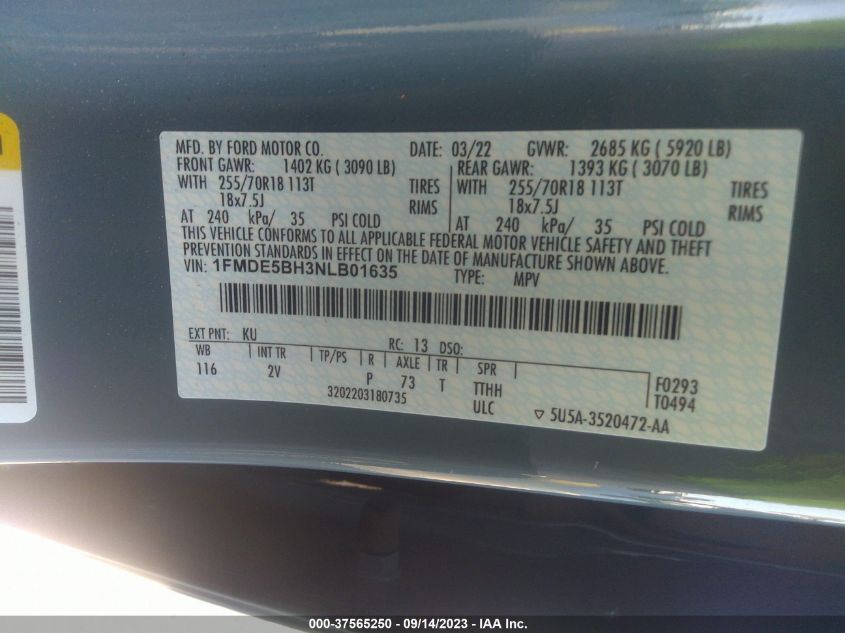 MFD. BY FORD MOTOR CO. DATE: 03/22 GVWR: 2685 KG ( 5920 LB)
FRONT GAWR: 1402 KG ( 3090 LB) REAR GAWR: 1393 KG ( 3070 LB)
WITH 255/70R18 113T TIRES WITH 255/70R18 113T TIRES
18x7.5J RIMS 18x7.5J RIMS
AT 240 kPa/ 35 PSI COLD AT 240 kPa/ 35 PSI COLD
THIS VEHICLE CONFORMS TO ALL APPLICABLE FEDERAL MOTOR VEHICLE SAFETY AND THEFT
PREVENTION STANDARDS IN EFFECT ON THE DATE OF MANUFACTURE SHOWN ABOVE.
VIN: 1FMDE5BH3NLB01635 TYPE: MPV
EXT PNT: KU RC: 13 DSO:
WB INT TR TP/PS R AXLE TR SPR
116 2V P 73 T TTHH F0293
3202203180735 ULC T0494
▽ 5U5A-3520472-AA
000-37565250 - 09/14/2023 - IAA Inc.